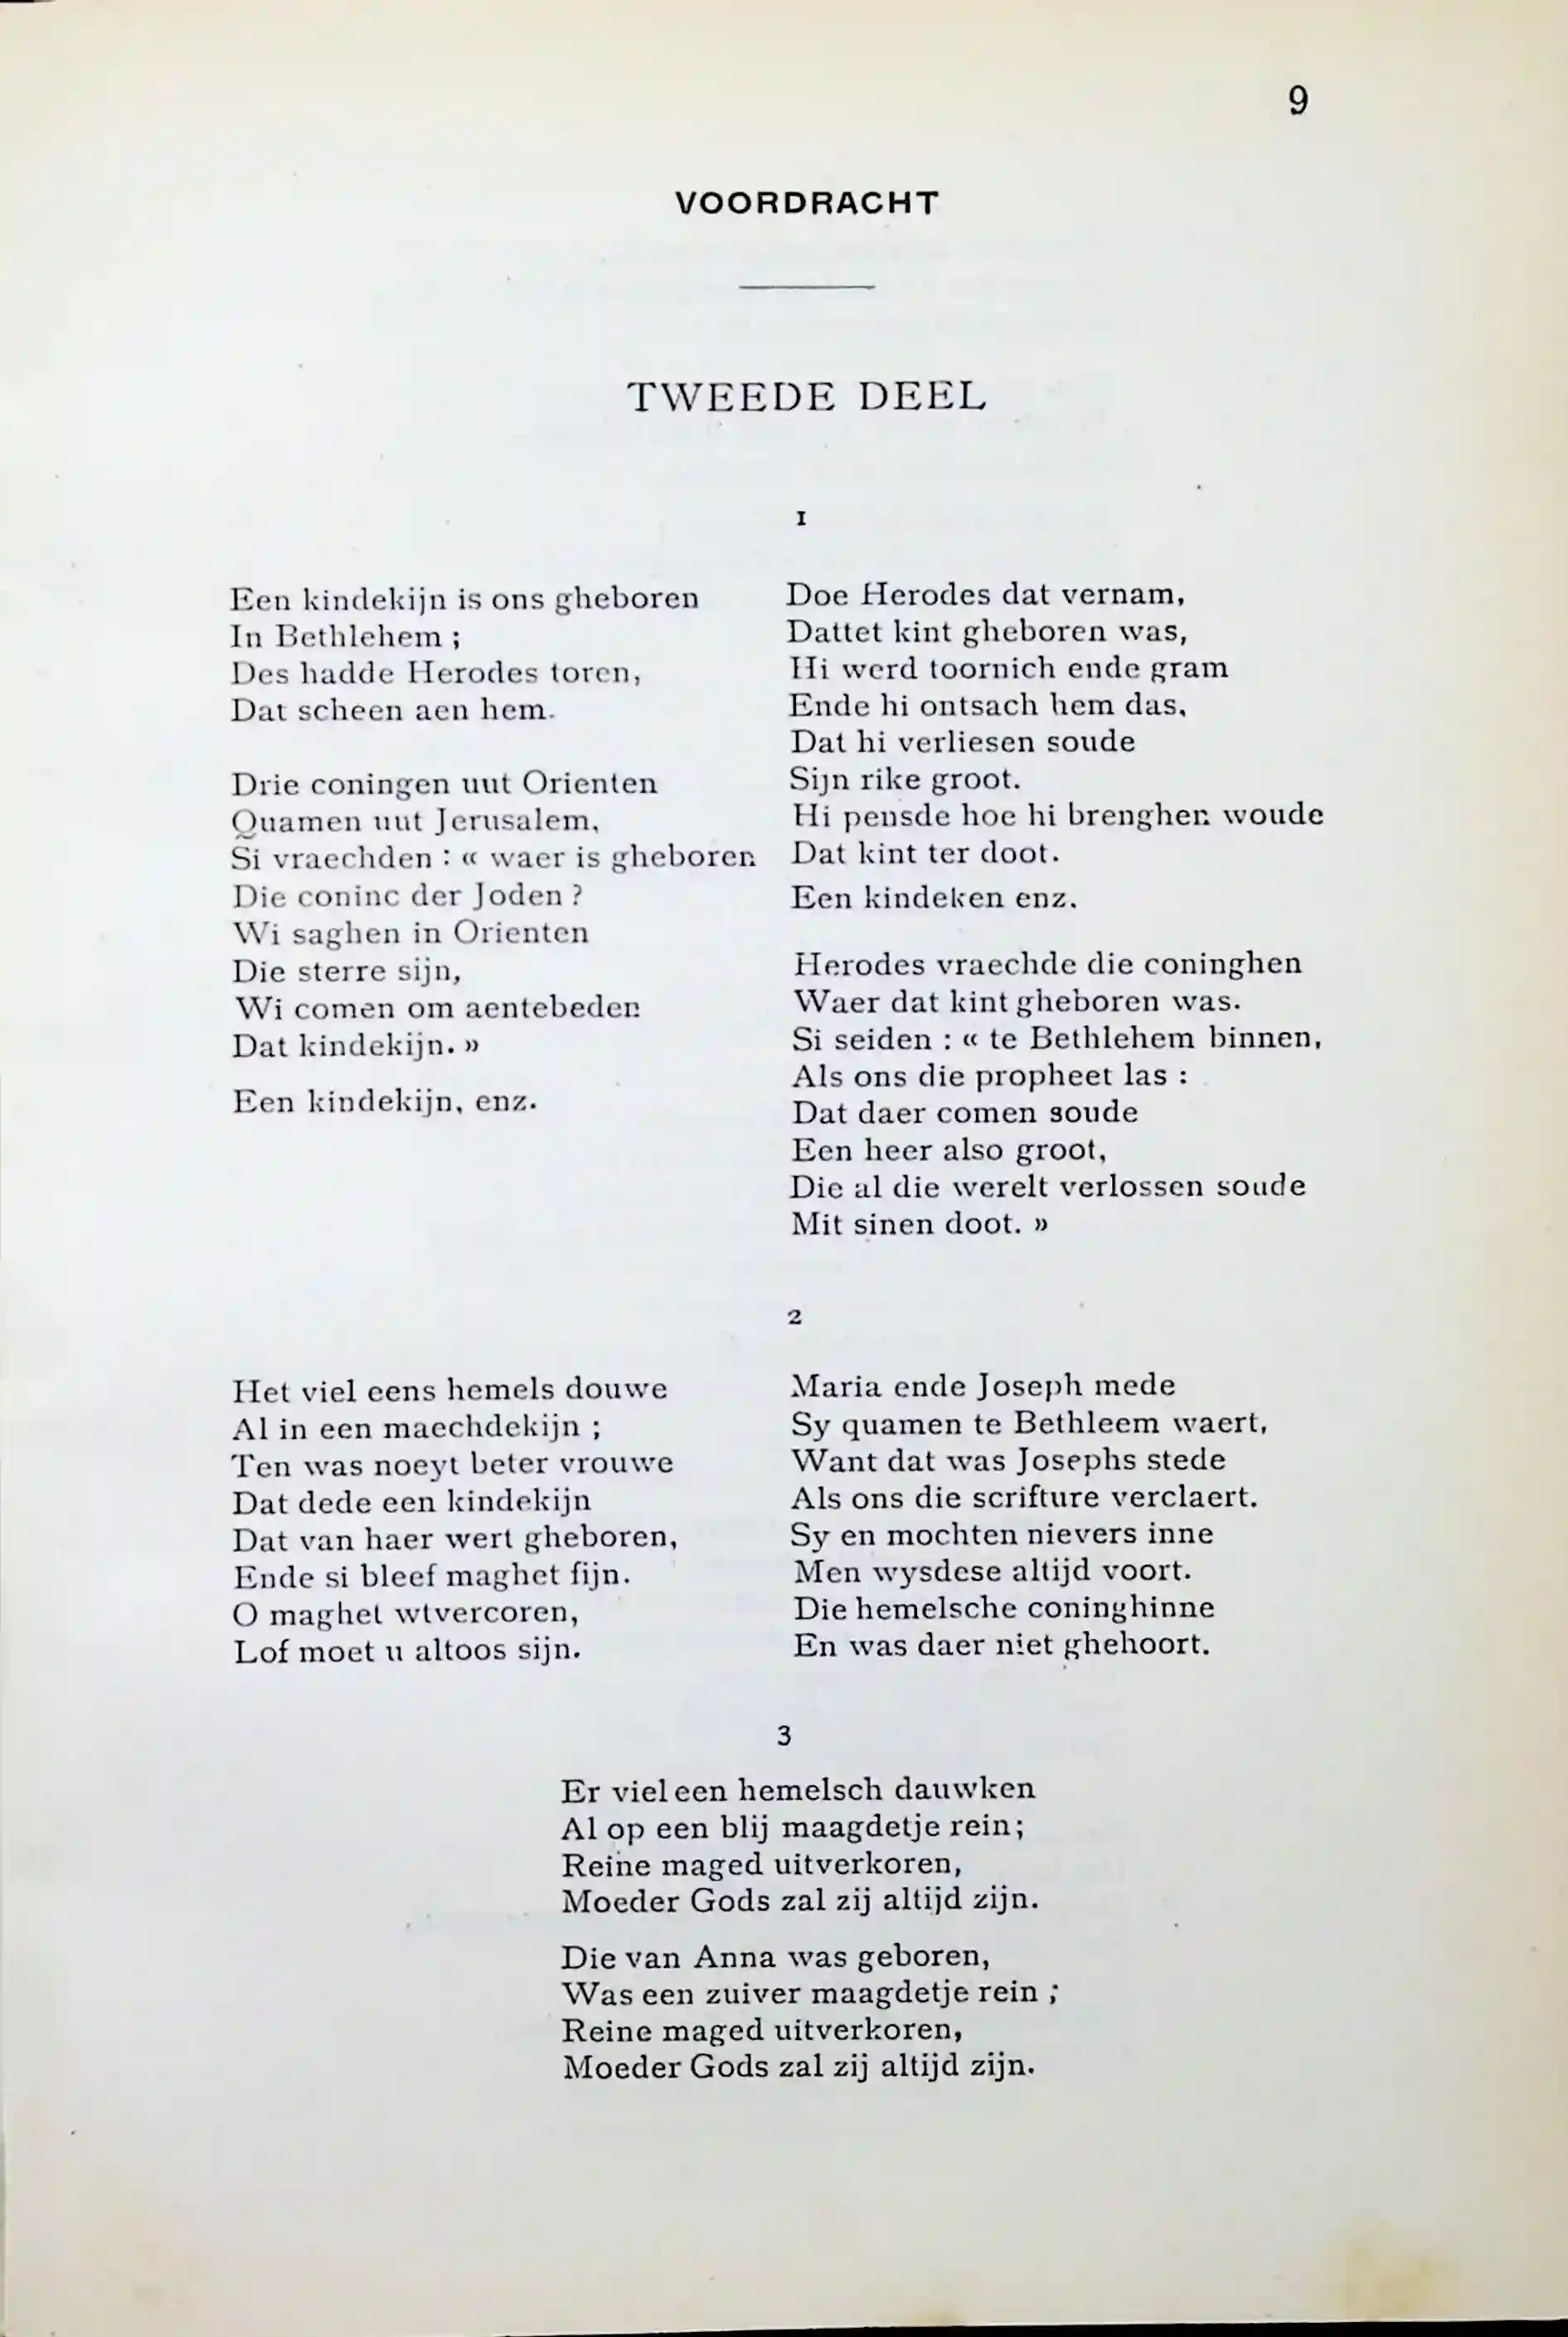 9
VOORDRACHT
TWEEDE DEEL
1
Een kindekijn is ons gheboren
In Bethlehem ;
Des hadde Herodes toren,
Dat scheen aen hem.
Drie coningen uut Orienten
Quamen uut Jerusalem,
Si vraechden : « waer is gheboren
Die coninc der Joden ?
Wi saghen in Orienten
Die sterre sijn,
Wi comen om aentebeden
Dat kindekijn. »
Een kindekijn, enz.
Doe Herodes dat vernam,
Dattet kint gheboren was,
Hi werd toornich ende gram
Ende hi ontsach hem das,
Dat hi verliesen soude
Sijn rike groot.
Hi pensde hoe hi brenghen woude
Dat kint ter doot.
Een kindeken enz.
Herodes vraechde die coninghen
Waer dat kint gheboren was.
Si seiden : « te Bethlehem binnen,
Als ons die propheet las :
Dat daer comen soude
Een heer also groot,
Die al die werelt verlossen soude
Mit sinen doot. »
2
Het viel eens hemels douwe
Al in een maechdekijn ;
Ten was noeyt beter vrouwe
Dat dede een kindekijn
Dat van haer wert gheboren,
Ende si bleef maghet fijn.
O maghet wtvercoren,
Lof moet u altoos sijn.
Maria ende Joseph mede
Sy quamen te Bethleem waert,
Want dat was Josephs stede
Als ons die scrifture verclaert.
Sy en mochten nievers inne
Men wysdese altijd voort.
Die hemelsche coninghinne
En was daer niet ghehoort.
3
Er viel een hemelsch dauwken
Al op een blij maagdetje rein;
Reine maged uitverkoren,
Moeder Gods zal zij altijd zijn.
Die van Anna was geboren,
Was een zuiver maagdetje rein ;
Reine maged uitverkoren,
Moeder Gods zal zij altijd zijn.